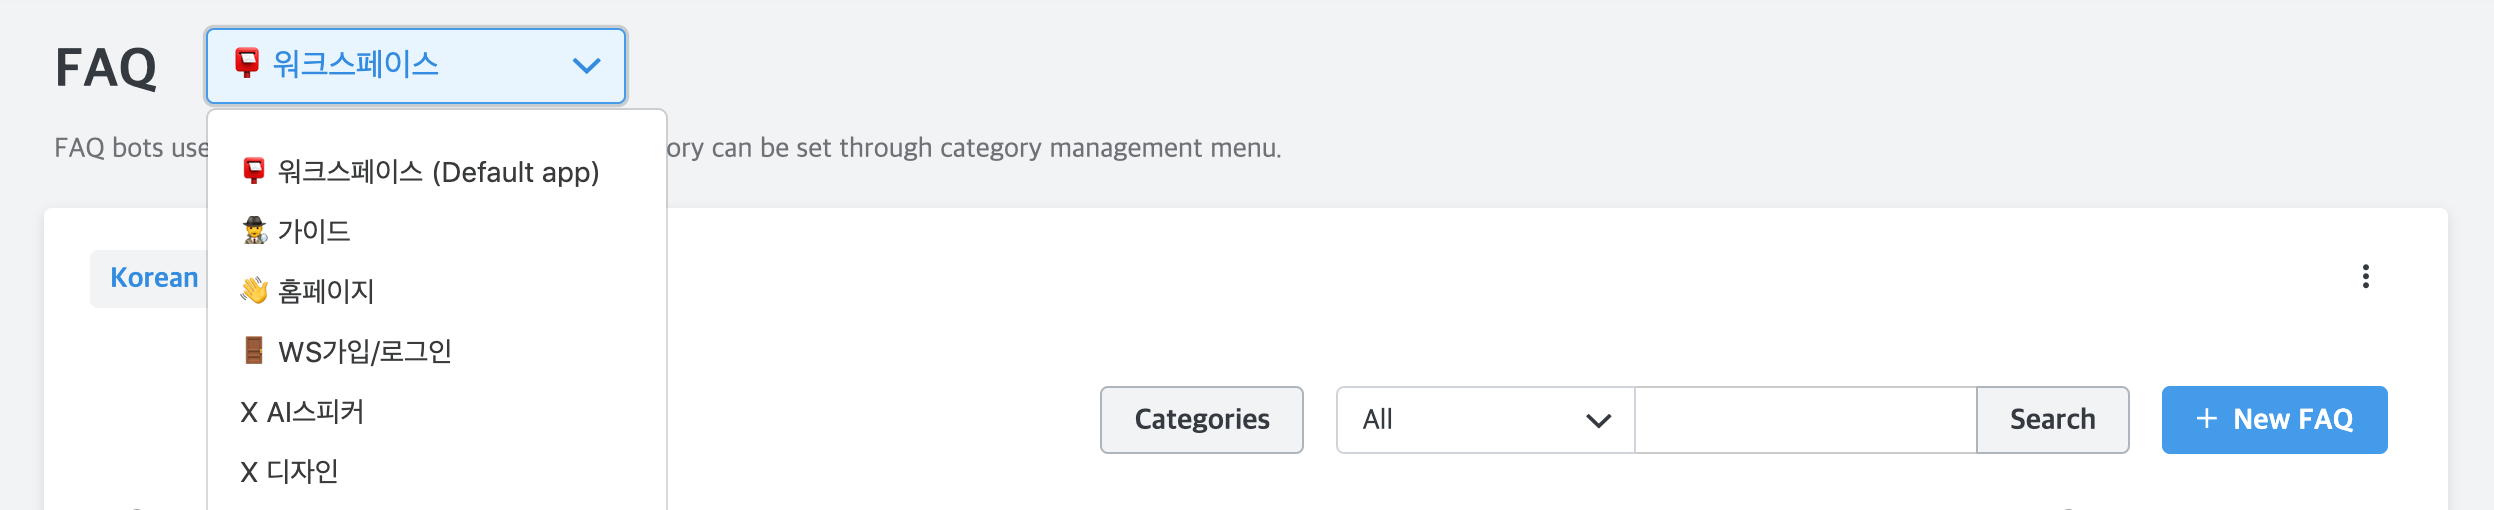 FAQ
📮 워크스페이스
FAQ bots use
ory can be set through category management menu.
📮 워크스페이스 (Default app)
🕵️ 가이드
👋 홈페이지
🚪 WS가입/로그인
X AI스피커
X 디자인
Korean
Categories
All
Search
+ New FAQ